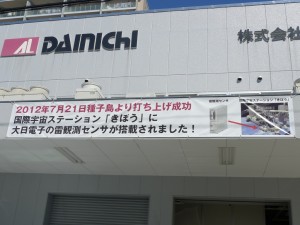 DAINICHI
株式会社
2012年7月21日種子島より打ち上げ成功
国際宇宙ステーション「きぼう」に
大日電子の雷観測センサが搭載されました!